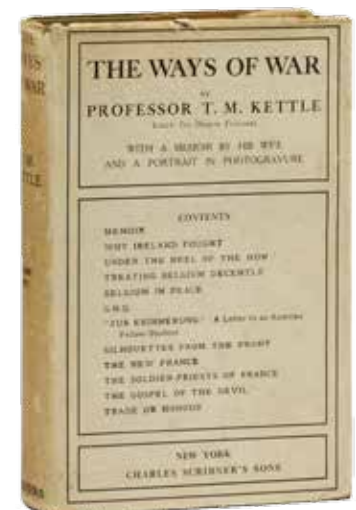 THE WAYS OF WAR
BY
PROFESSOR T. M. KETTLE
WITH A MEMOIR BY HIS WIFE
AND A PORTRAIT IN PHOTOGRAVURE
CONTENTS
MEMOIR
WHY IRELAND FOUGHT
UNDER THE HEEL OF THE HUN
TREATING BELGIUM DECENTLY
BELGIUM IN PEACE
G.H.Q.
"ZUR ERINNERUNG" A Letter to an Austrian
SILHOUETTES FROM THE FRONT
THE NEW FRANCE
THE SOLDIER-PRIESTS OF FRANCE
THE GOSPEL OF THE DEVIL
TRADE OR HONOUR
NEW YORK
CHARLES SCRIBNER'S SONS